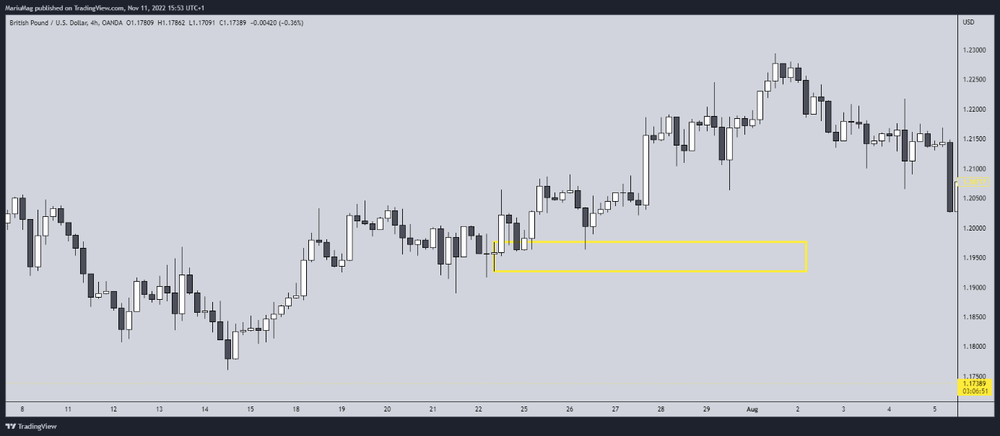 MariuMag published on TradingView.com, Nov 11, 2022 15:53 UTC+1
British Pound / U.S. Dollar, 4h, OANDA O1.17809 H1.17862 L1.17091 C1.17389 −0.00420 (−0.36%)
USD
1.23000
1.22500
1.22000
1.21500
1.21000
1.20500
1.20000
1.19500
1.19000
1.18500
1.18000
1.17500
1.17389
03:06:51
8 11 12 13 14 15 18 19 20 21 22 25 26 27 28 29 Aug 2 3 4 5
TradingView